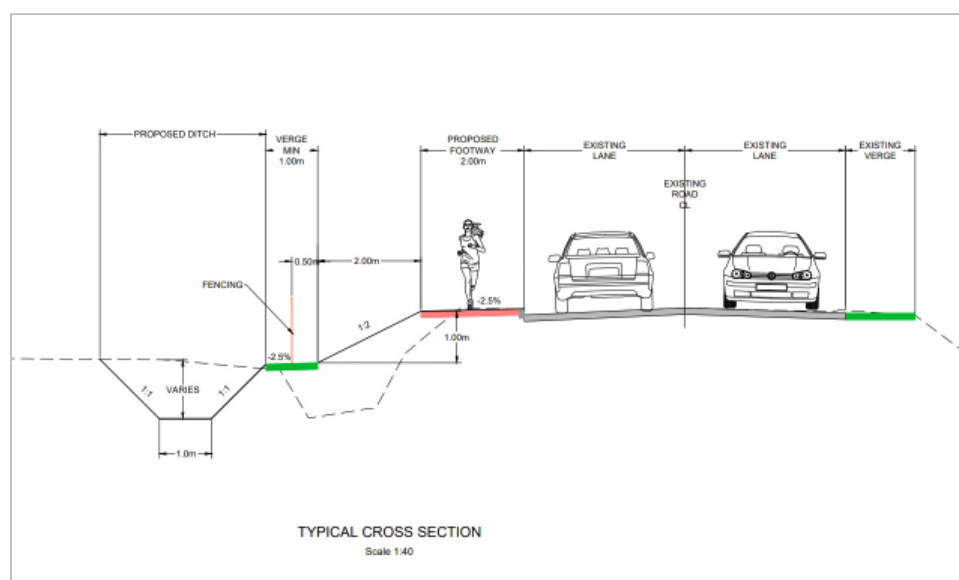 PROPOSED DITCH
VERGE
MIN
1.00m
PROPOSED
FOOTWAY
2.00m
EXISTING
LANE
EXISTING
LANE
EXISTING
VERGE
EXISTING
ROAD
CL
0.50m
2.00m
FENCING
-2.5%
1:2
1.00m
-2.5%
1:1
VARIES
1:1
1.0m
TYPICAL CROSS SECTION
Scale 1:40